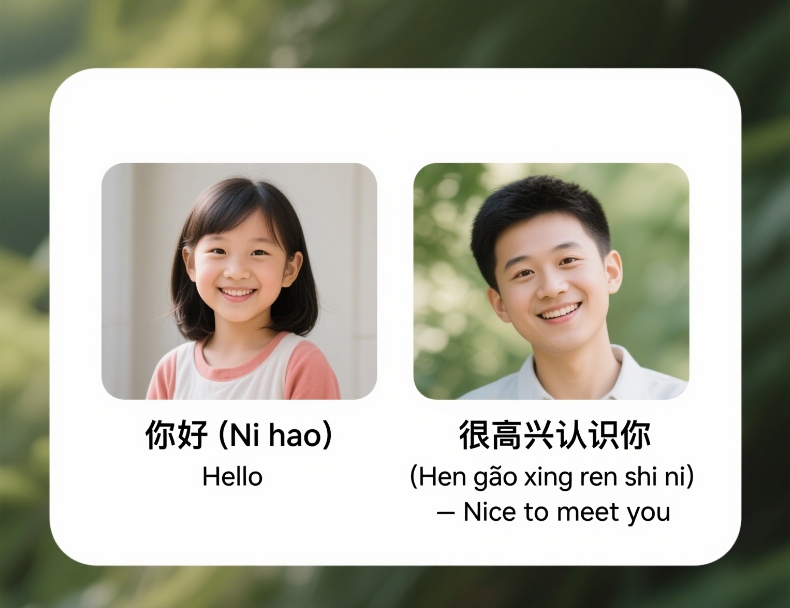 你好 (Ni hao)
Hello
很高兴认识你
(Hen gão xing ren shi ni)
– Nice to meet you